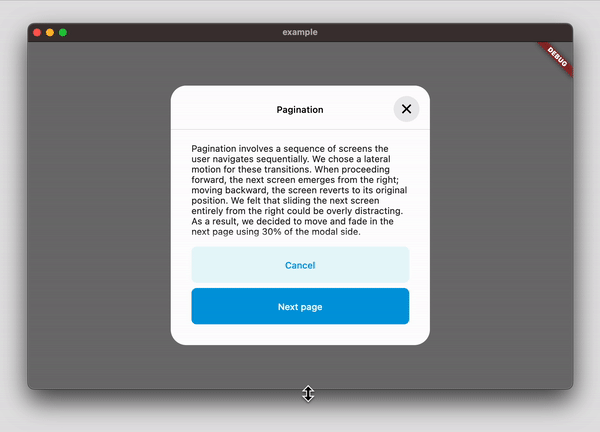 example
DEBUG
Pagination
Pagination involves a sequence of screens the
user navigates sequentially. We chose a lateral
motion for these transitions. When proceeding
forward, the next screen emerges from the right;
moving backward, the screen reverts to its original
position. We felt that sliding the next screen
entirely from the right could be overly distracting.
As a result, we decided to move and fade in the
next page using 30% of the modal side.
Cancel
Next page